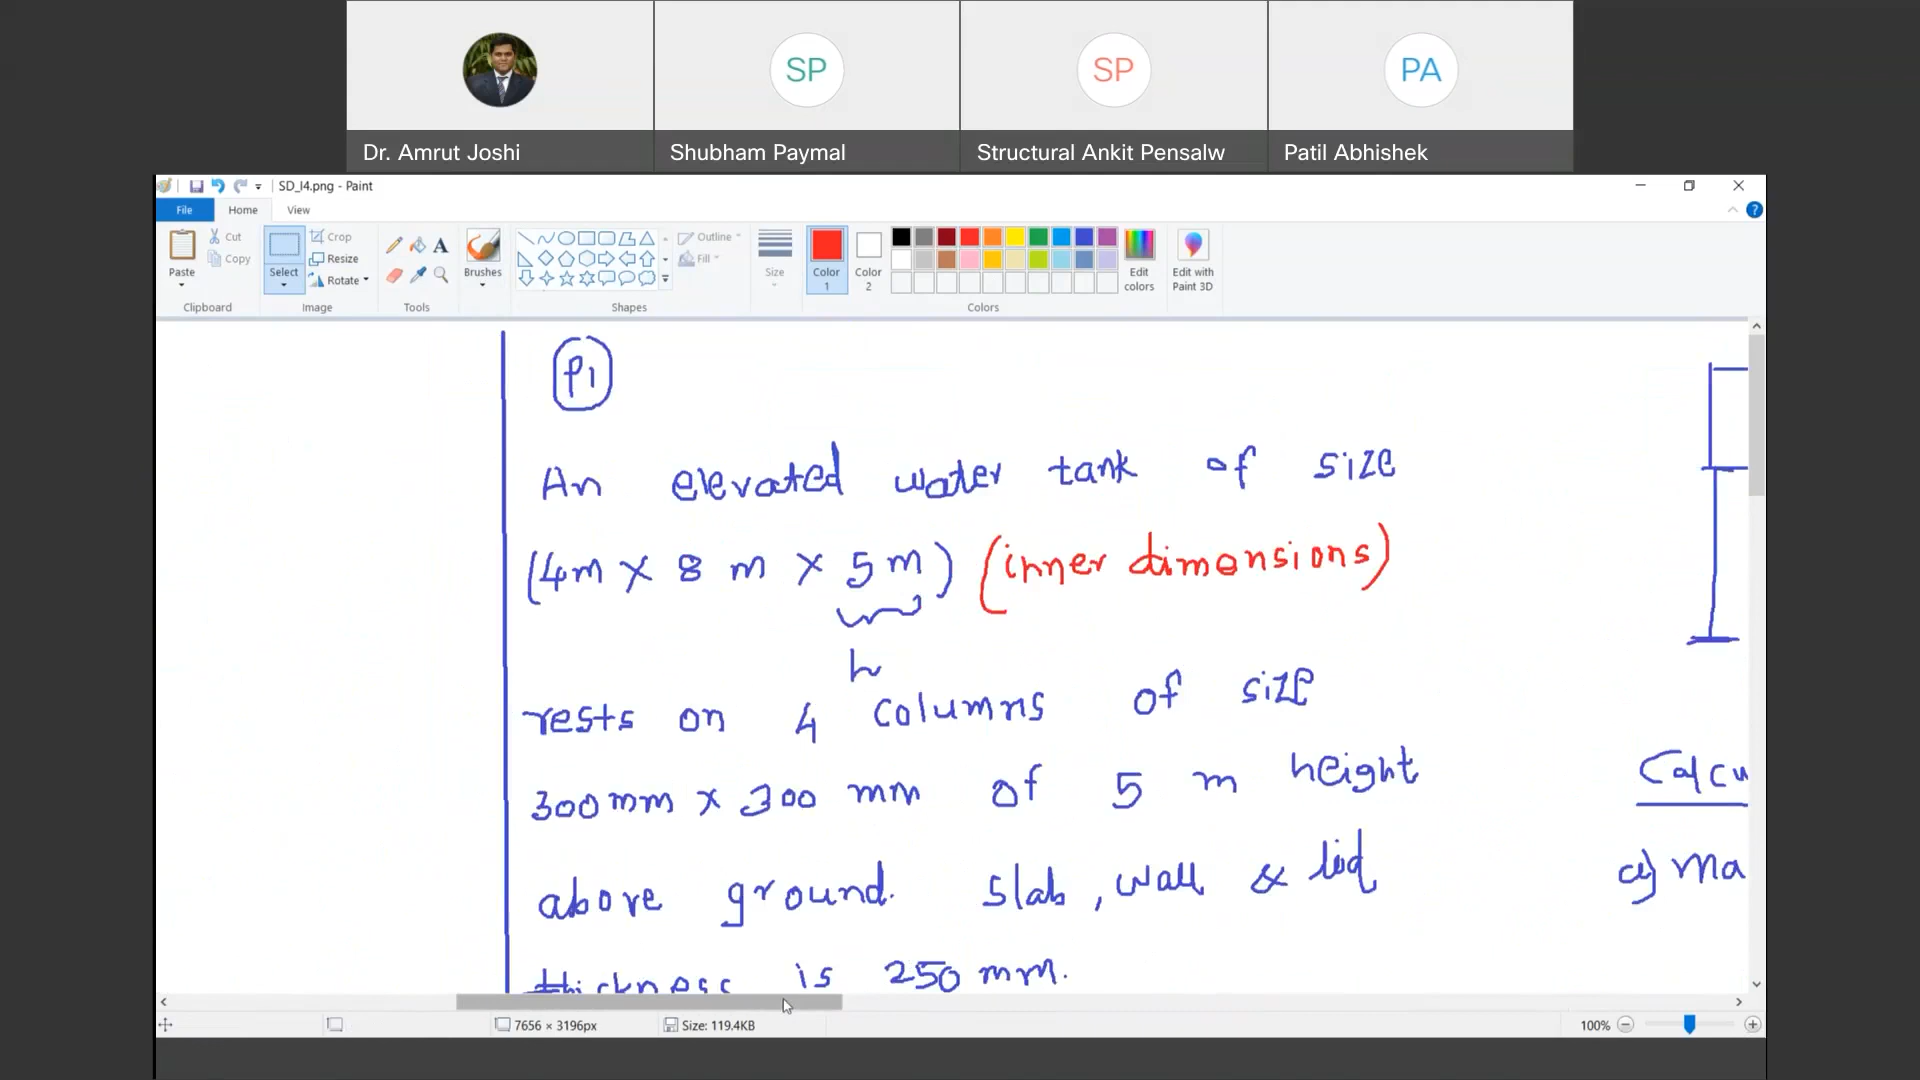 Dr. Amrut Joshi
SP
Shubham Paymal
SP
Structural Ankit Pensalw
PA
Patil Abhishek
SD_l4.png - Paint
File
Home
View
Paste
Cut
Copy
Clipboard
Select
Crop
Resize
Rotate
Image
A
Tools
Brushes
Outline
Fill
Shapes
Size
Color 1
Color 2
Edit colors
Colors
Edit with Paint 3D
P1
An elevated water tank of size
(4m × 8 m × 5 m) (inner dimensions)
h
rests on 4 columns of size
300mm × 300 mm of 5 m height
above ground. Slab, wall & lid
thickness is 250 mm.
Calcu
a) Ma
7656 × 3196px
Size: 119.4KB
100%